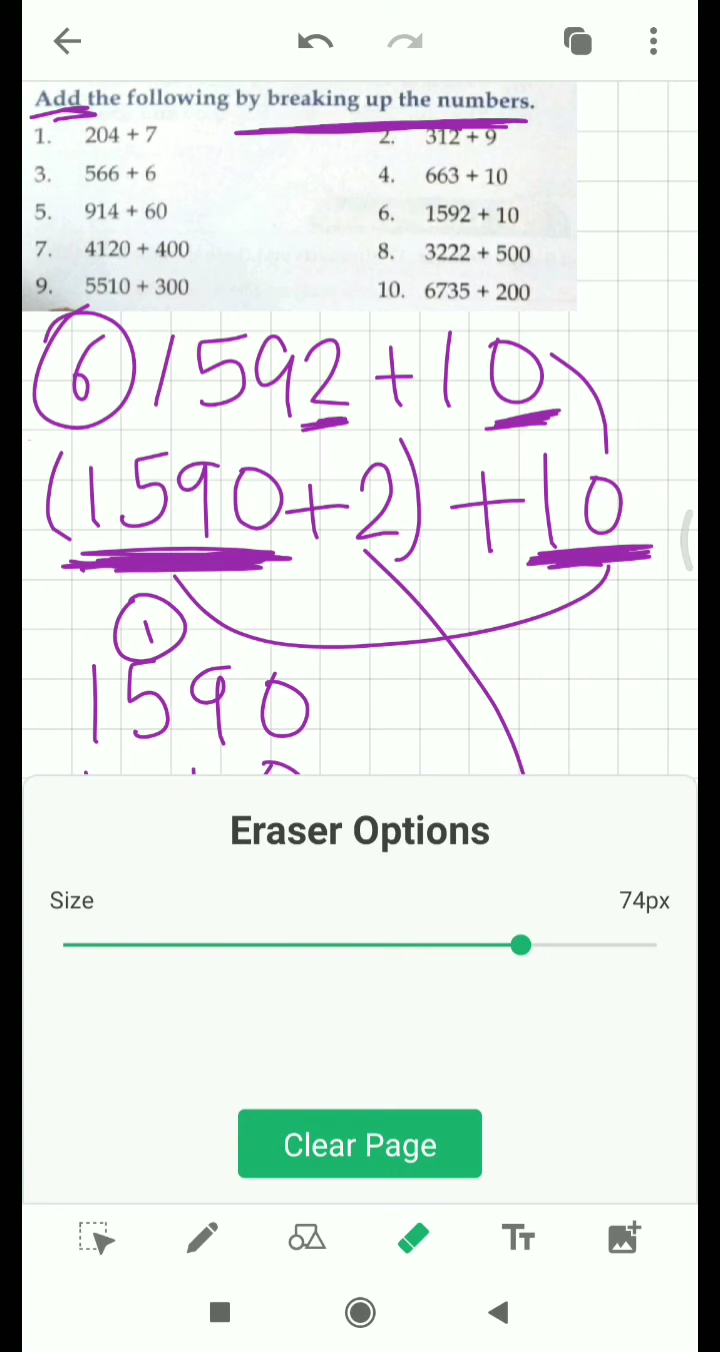 Add the following by breaking up the numbers.
1. 204 + 7 2. 312 + 9
3. 566 + 6 4. 663 + 10
5. 914 + 60 6. 1592 + 10
7. 4120 + 400 8. 3222 + 500
9. 5510 + 300 10. 6735 + 200
6 1592 + 10
(1590 + 2) + 10
1
1590
Eraser Options
Size 74px
Clear Page
TT